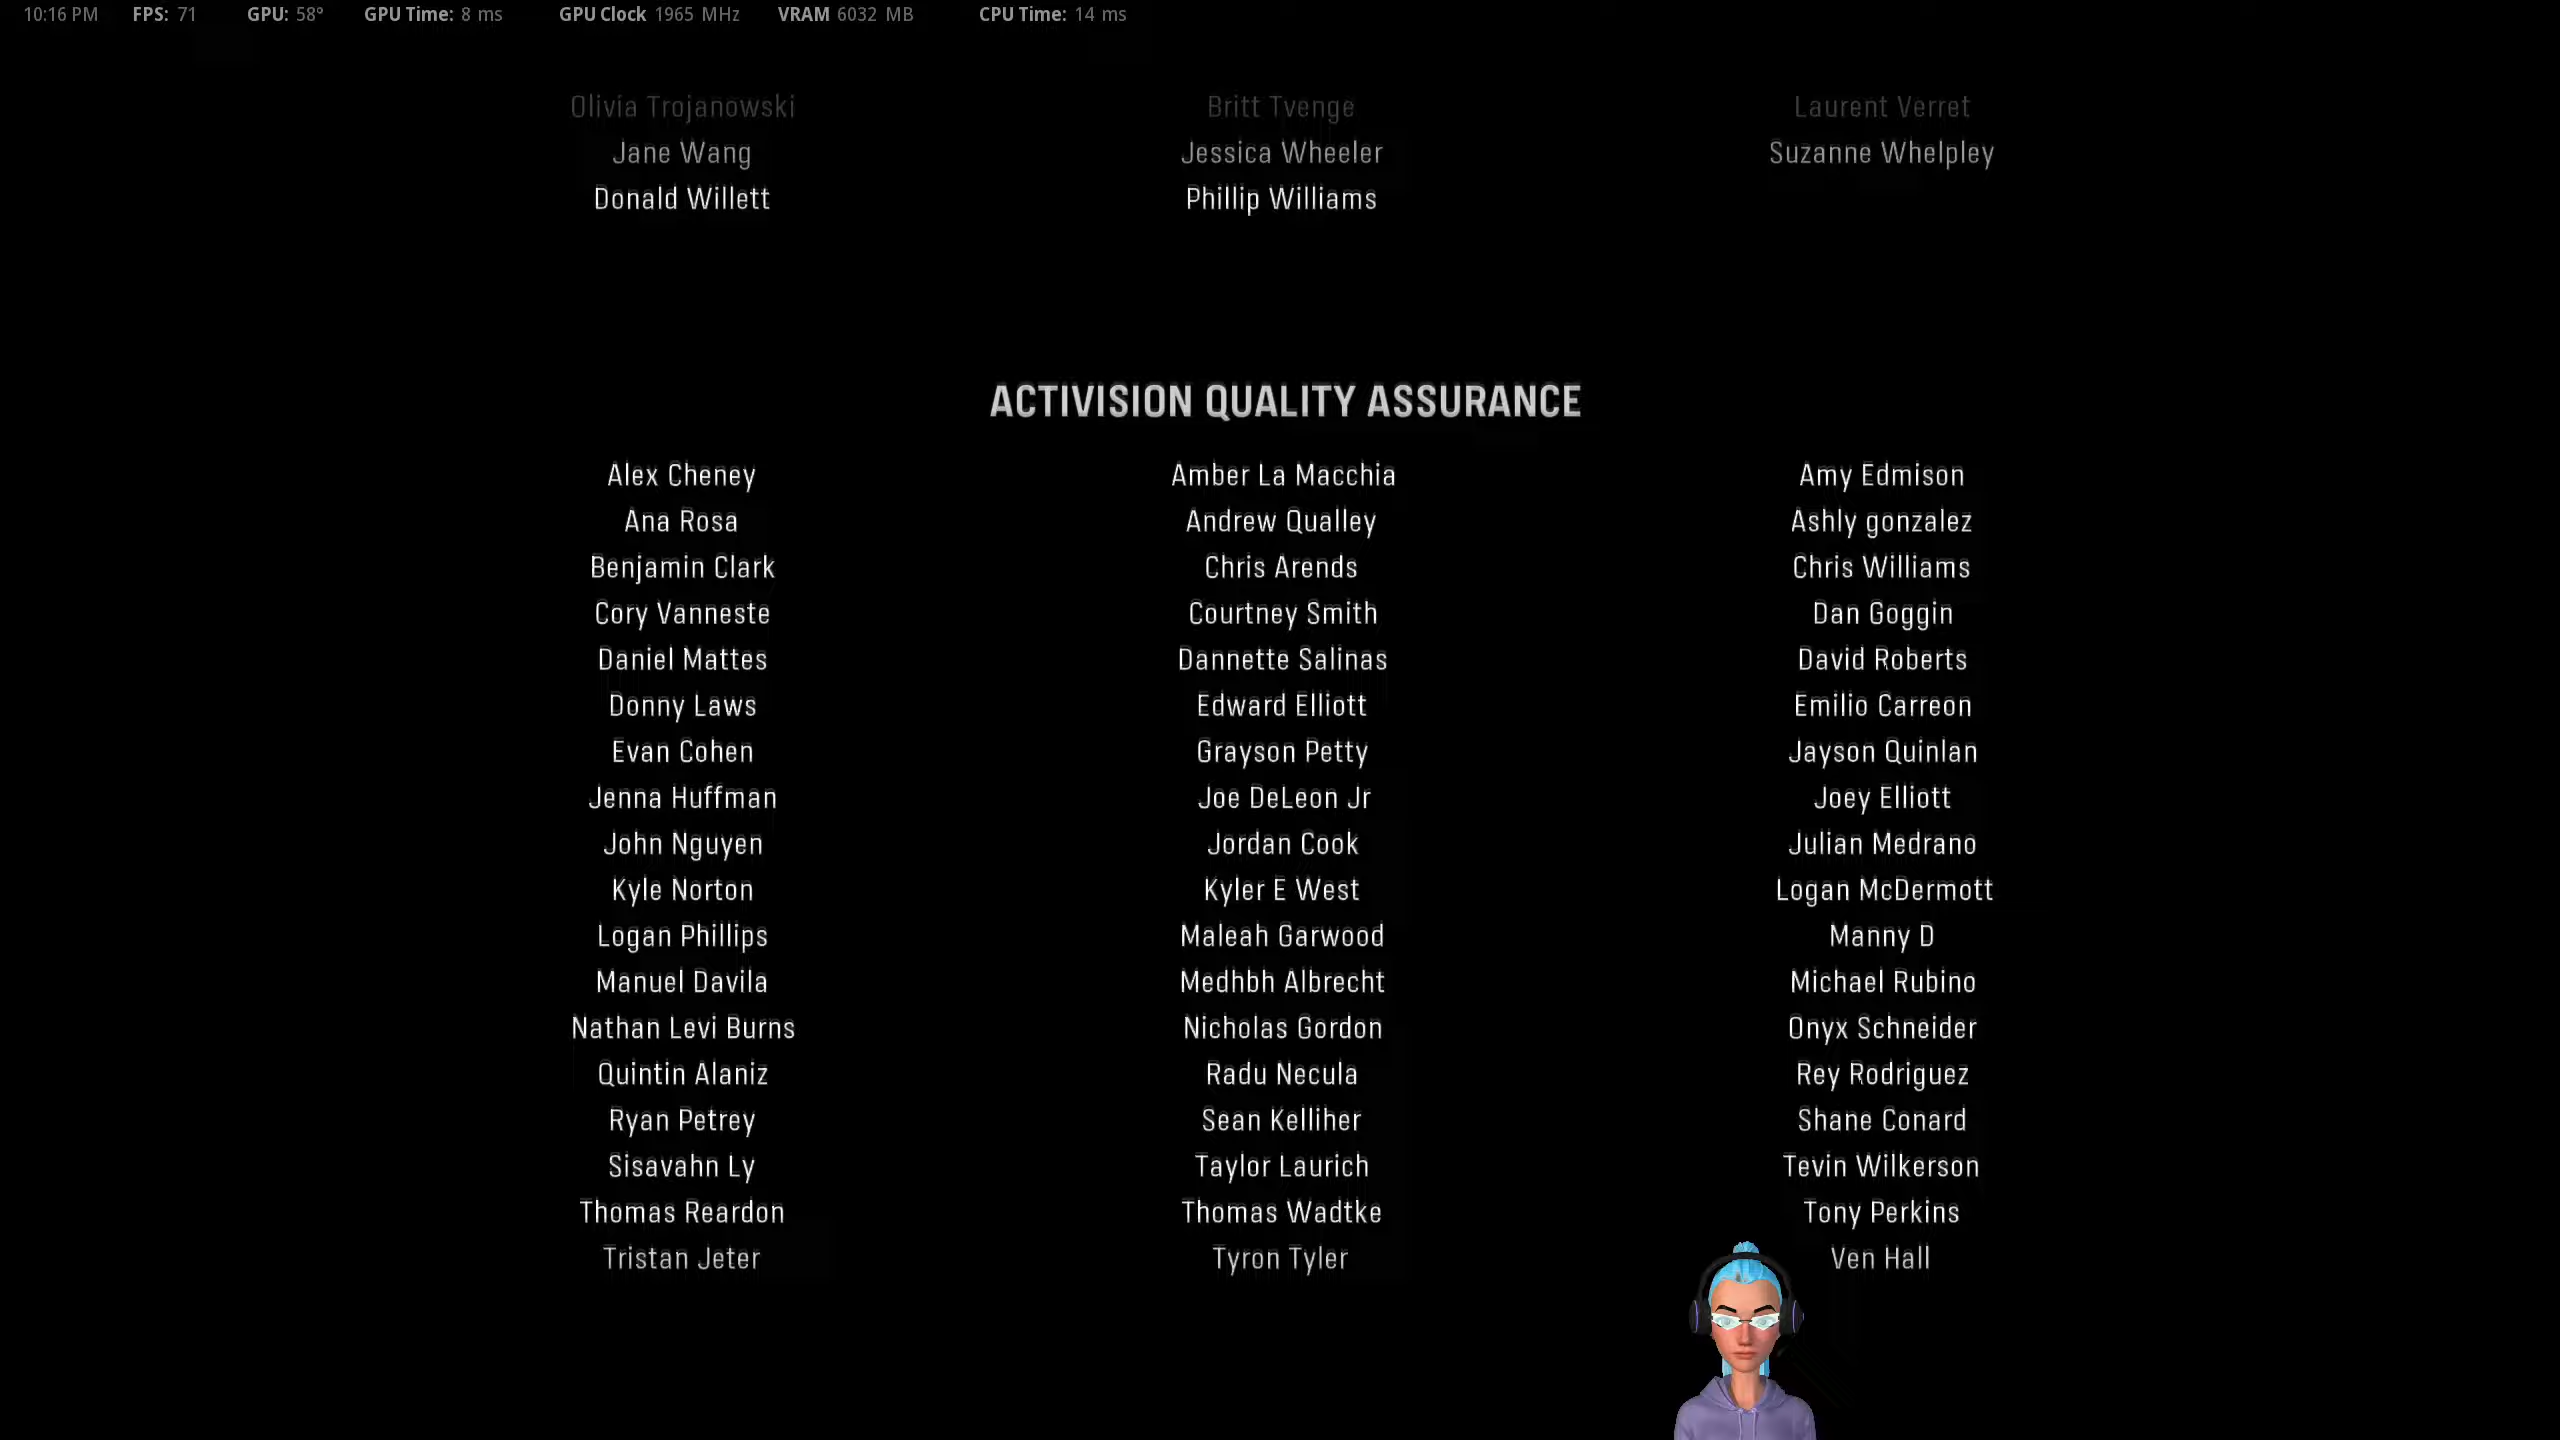 10:16 PM FPS: 71 GPU: 58° GPU Time: 8 ms GPU Clock 1965 MHz VRAM 6032 MB CPU Time: 14 ms
Olivia Trojanowski Britt Tvenge Laurent Verret
Jane Wang Jessica Wheeler Suzanne Whelpley
Donald Willett Phillip Williams
ACTIVISION QUALITY ASSURANCE
Alex Cheney Amber La Macchia Amy Edmison
Ana Rosa Andrew Qualley Ashly gonzalez
Benjamin Clark Chris Arends Chris Williams
Cory Vanneste Courtney Smith Dan Goggin
Daniel Mattes Dannette Salinas David Roberts
Donny Laws Edward Elliott Emilio Carreon
Evan Cohen Grayson Petty Jayson Quinlan
Jenna Huffman Joe DeLeon Jr Joey Elliott
John Nguyen Jordan Cook Julian Medrano
Kyle Norton Kyler E West Logan McDermott
Logan Phillips Maleah Garwood Manny D
Manuel Davila Medhbh Albrecht Michael Rubino
Nathan Levi Burns Nicholas Gordon Onyx Schneider
Quintin Alaniz Radu Necula Rey Rodriguez
Ryan Petrey Sean Kelliher Shane Conard
Sisavahn Ly Taylor Laurich Tevin Wilkerson
Thomas Reardon Thomas Wadtke Tony Perkins
Tristan Jeter Tyron Tyler Ven Hall